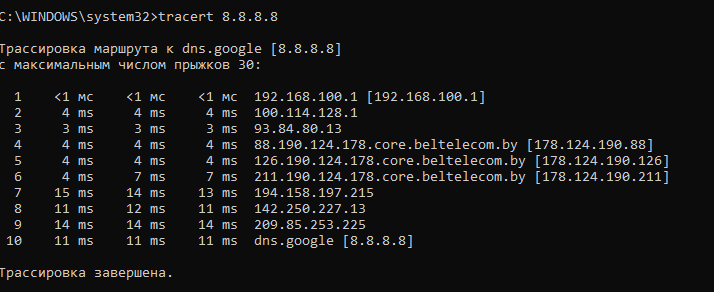 C:\WINDOWS\system32>tracert 8.8.8.8
Трассировка маршрута к dns.google [8.8.8.8]
с максимальным числом прыжков 30:
1 <1 мс <1 мс <1 мс 192.168.100.1 [192.168.100.1]
2 4 ms 4 ms 4 ms 100.114.128.1
3 3 ms 3 ms 3 ms 93.84.80.13
4 4 ms 4 ms 4 ms 88.190.124.178.core.beltelecom.by [178.124.190.88]
5 4 ms 4 ms 4 ms 126.190.124.178.core.beltelecom.by [178.124.190.126]
6 4 ms 7 ms 7 ms 211.190.124.178.core.beltelecom.by [178.124.190.211]
7 15 ms 14 ms 13 ms 194.158.197.215
8 11 ms 12 ms 11 ms 142.250.227.13
9 14 ms 14 ms 14 ms 209.85.253.225
10 11 ms 11 ms 11 ms dns.google [8.8.8.8]
Трассировка завершена.